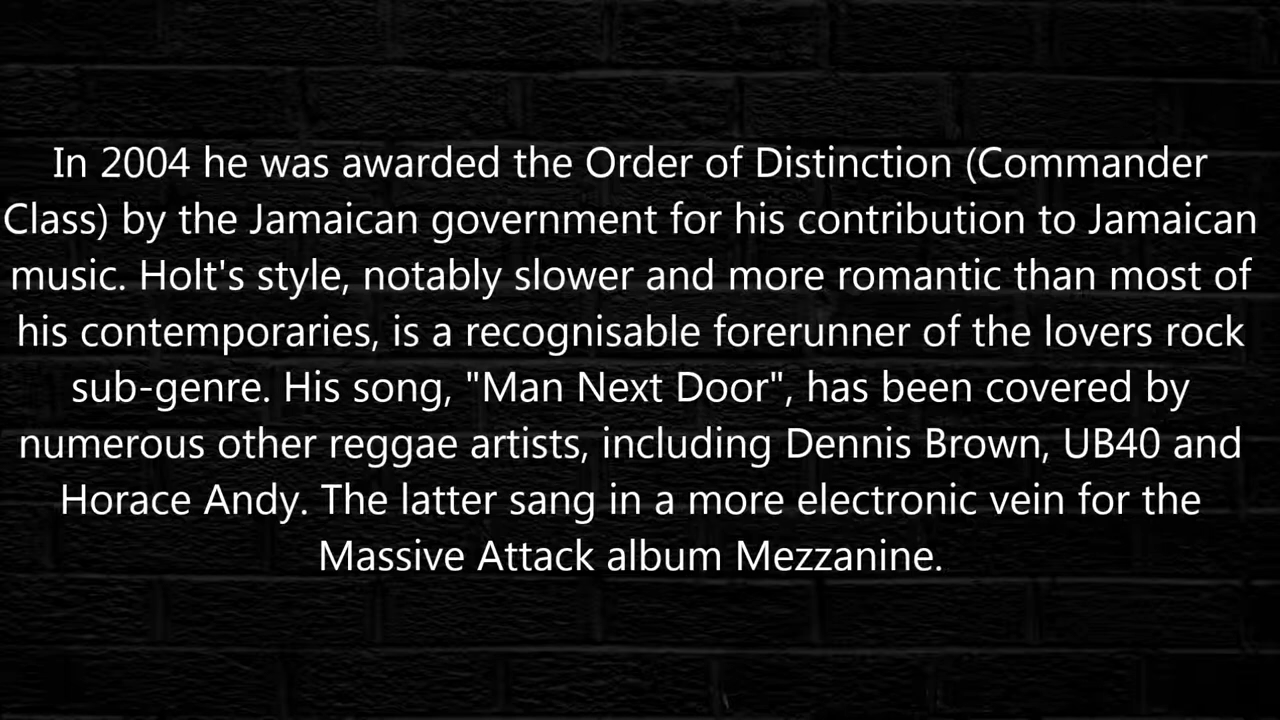 In 2004 he was awarded the Order of Distinction (Commander
Class) by the Jamaican government for his contribution to Jamaican
music. Holt's style, notably slower and more romantic than most of
his contemporaries, is a recognisable forerunner of the lovers rock
sub-genre. His song, "Man Next Door", has been covered by
numerous other reggae artists, including Dennis Brown, UB40 and
Horace Andy. The latter sang in a more electronic vein for the
Massive Attack album Mezzanine.